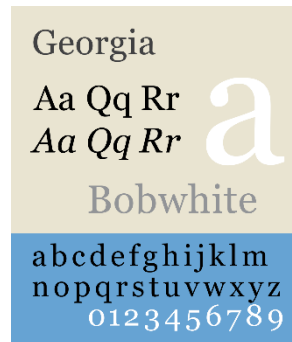 Georgia
Aa Qq Rr
Aa Qq Rr
a
Bobwhite
abcdefghijklm
nopqrstuvwxyz
0123456789